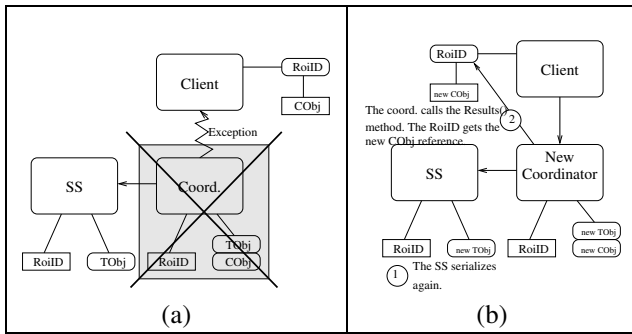 RoiID
Client
CObj
Exception
SS
Coord.
TObj
RoiID
TObj
RoiID
CObj
(a)
RoiID
Client
new CObj
The coord. calls the Results()
2
method. The RoiID gets the
new CObj reference.
SS
New
Coordinator
new TObj
RoiID
new TObj
RoiID
new CObj
1
The SS serializes
again.
(b)